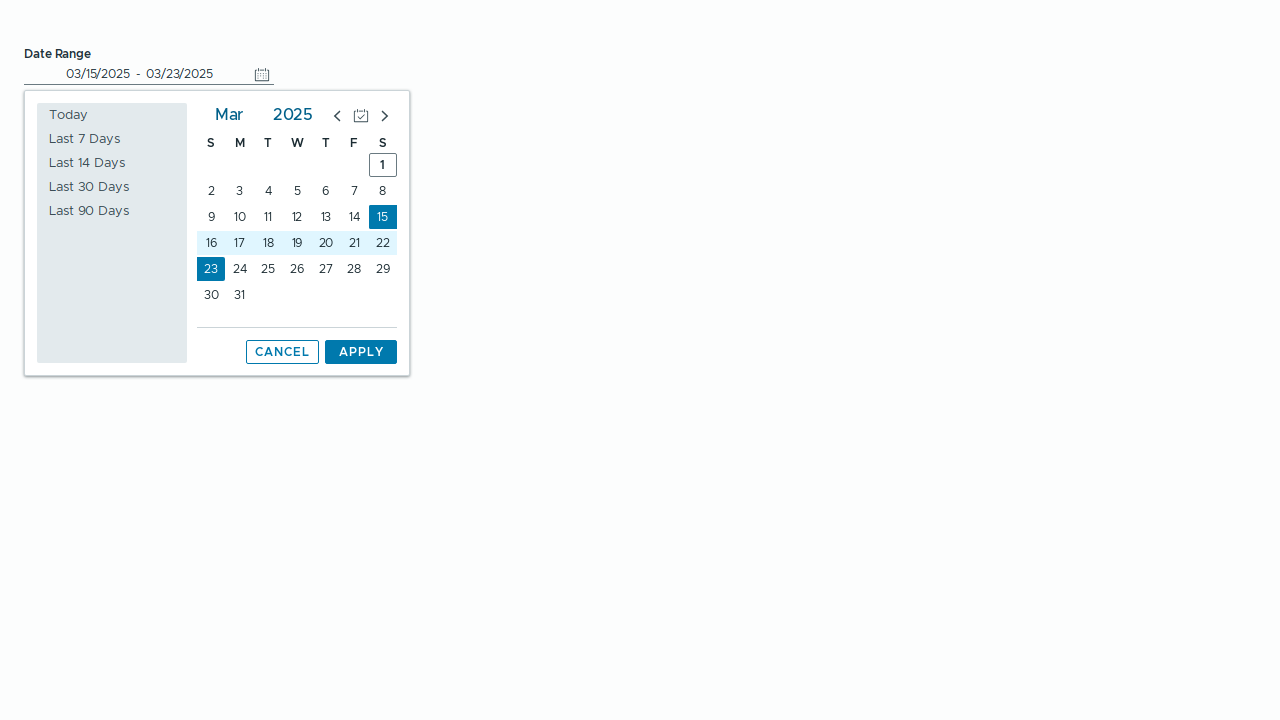 Date Range
03/15/2025 - 03/23/2025
Today
Last 7 Days
Last 14 Days
Last 30 Days
Last 90 Days
Mar 2025
S M T W T F S
1
2 3 4 5 6 7 8
9 10 11 12 13 14 15
16 17 18 19 20 21 22
23 24 25 26 27 28 29
30 31
CANCEL APPLY